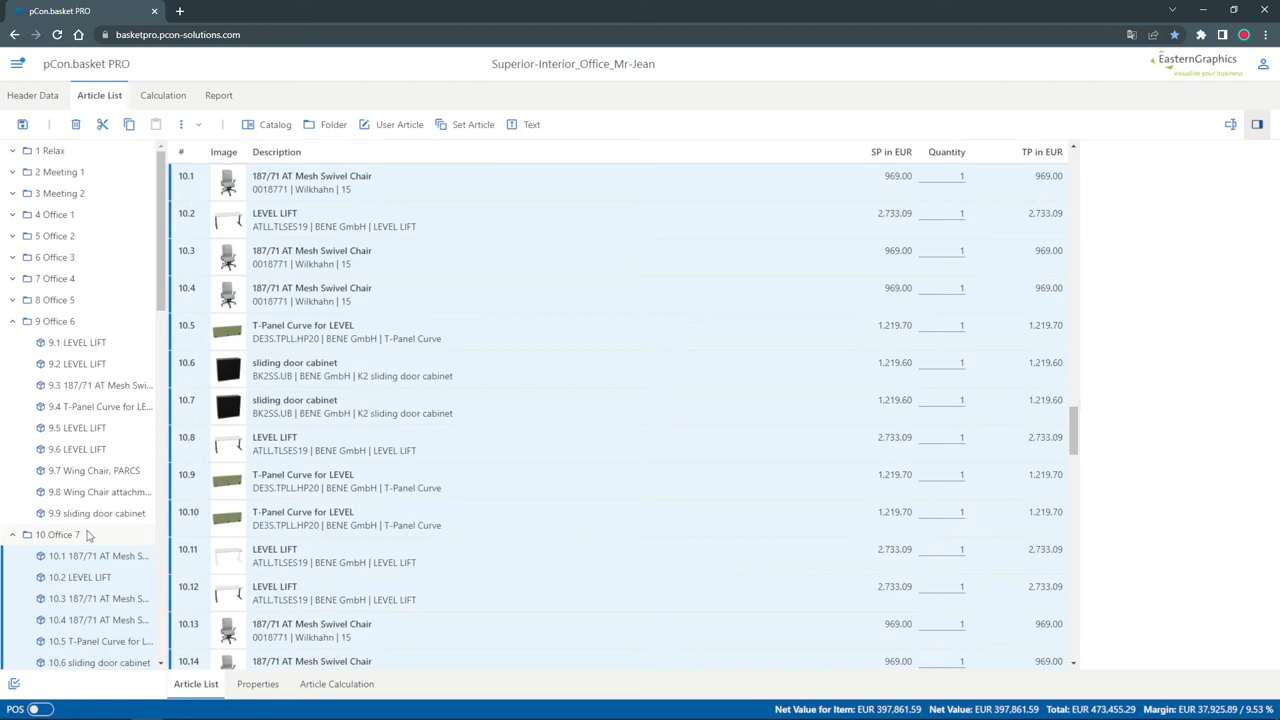 pCon.basket PRO
basketpro.pcon-solutions.com
pCon.basket PRO
Superior-Interior_Office_Mr-Jean
EasternGraphics
visualize your business
Header Data
Article List
Calculation
Report
Catalog
Folder
User Article
Set Article
Text
1 Relax
2 Meeting 1
3 Meeting 2
4 Office 1
5 Office 2
6 Office 3
7 Office 4
8 Office 5
9 Office 6
9.1 LEVEL LIFT
9.2 LEVEL LIFT
9.3 187/71 AT Mesh Swi...
9.4 T-Panel Curve for LE...
9.5 LEVEL LIFT
9.6 LEVEL LIFT
9.7 Wing Chair, PARCS
9.8 Wing Chair attachm...
9.9 sliding door cabinet
10 Office 7
10.1 187/71 AT Mesh S...
10.2 LEVEL LIFT
10.3 187/71 AT Mesh S...
10.4 187/71 AT Mesh S...
10.5 T-Panel Curve for L...
10.6 sliding door cabinet
# Image Description SP in EUR Quantity TP in EUR
10.1 187/71 AT Mesh Swivel Chair 969.00 1 969.00
0018771 | Wilkhahn | 15
10.2 LEVEL LIFT 2,733.09 1 2,733.09
ATLL.TLSES19 | BENE GmbH | LEVEL LIFT
10.3 187/71 AT Mesh Swivel Chair 969.00 1 969.00
0018771 | Wilkhahn | 15
10.4 187/71 AT Mesh Swivel Chair 969.00 1 969.00
0018771 | Wilkhahn | 15
10.5 T-Panel Curve for LEVEL 1,219.70 1 1,219.70
DE3S.TPLL.HP20 | BENE GmbH | T-Panel Curve
10.6 sliding door cabinet 1,219.60 1 1,219.60
BK2SS.UB | BENE GmbH | K2 sliding door cabinet
10.7 sliding door cabinet 1,219.60 1 1,219.60
BK2SS.UB | BENE GmbH | K2 sliding door cabinet
10.8 LEVEL LIFT 2,733.09 1 2,733.09
ATLL.TLSES19 | BENE GmbH | LEVEL LIFT
10.9 T-Panel Curve for LEVEL 1,219.70 1 1,219.70
DE3S.TPLL.HP20 | BENE GmbH | T-Panel Curve
10.10 T-Panel Curve for LEVEL 1,219.70 1 1,219.70
DE3S.TPLL.HP20 | BENE GmbH | T-Panel Curve
10.11 LEVEL LIFT 2,733.09 1 2,733.09
ATLL.TLSES19 | BENE GmbH | LEVEL LIFT
10.12 LEVEL LIFT 2,733.09 1 2,733.09
ATLL.TLSES19 | BENE GmbH | LEVEL LIFT
10.13 187/71 AT Mesh Swivel Chair 969.00 1 969.00
0018771 | Wilkhahn | 15
10.14 187/71 AT Mesh Swivel Chair 969.00 1 969.00
Article List
Properties
Article Calculation
POS
Net Value for Item: EUR 397,861.59 Net Value: EUR 397,861.59 Total: EUR 473,455.29 Margin: EUR 37,925.89 / 9.53 %